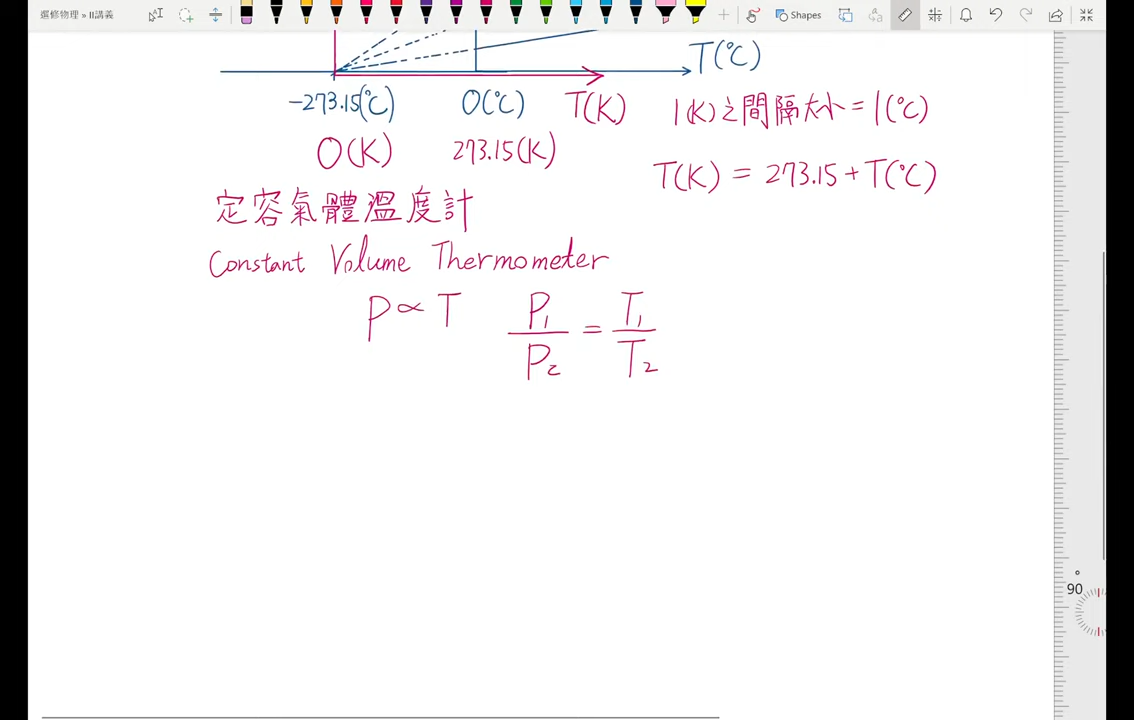 選修物理 » II講義
Shapes
T(°C)
-273.15(°C) 0(°C) T(K)
1(K)之間隔大小=1(°C)
0(K) 273.15(K)
T(K) = 273.15+T(°C)
定容氣體溫度計
Constant Volume Thermometer
P∝T P₁/P₂ = T₁/T₂
90